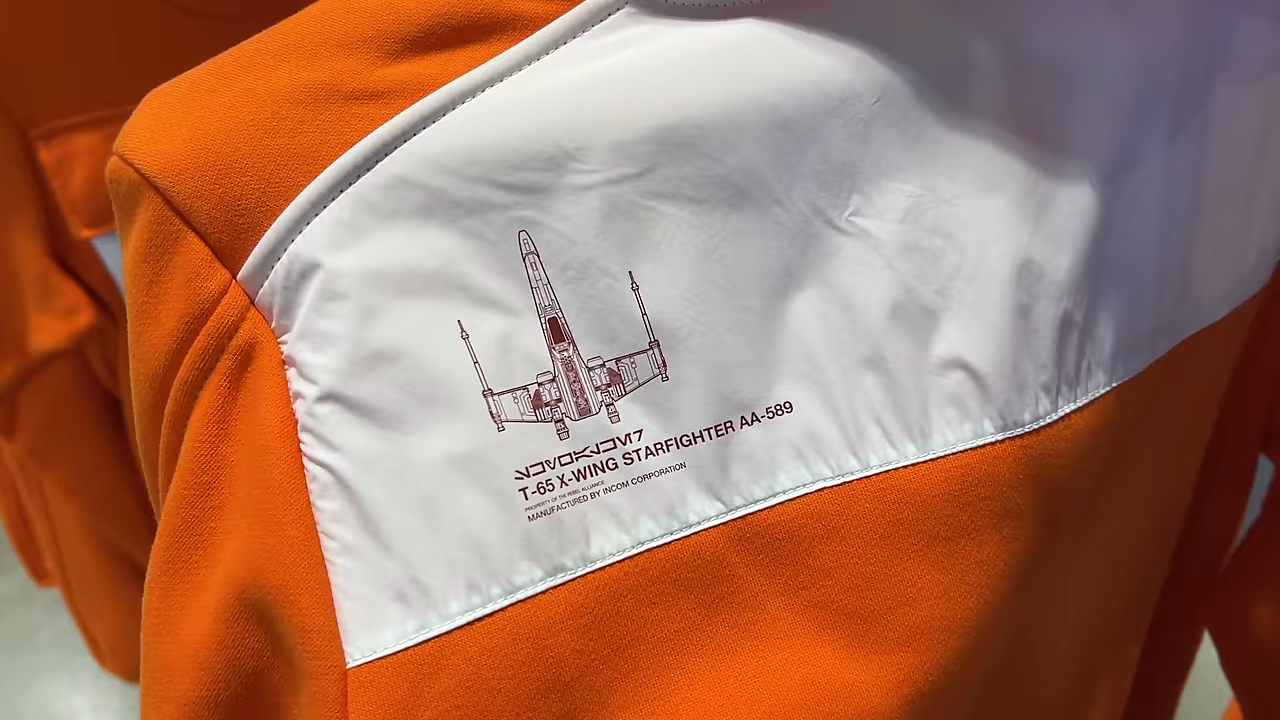 T-65 X-WING STARFIGHTER AA-589
PROPERTY OF THE REBEL ALLIANCE
MANUFACTURED BY INCOM CORPORATION